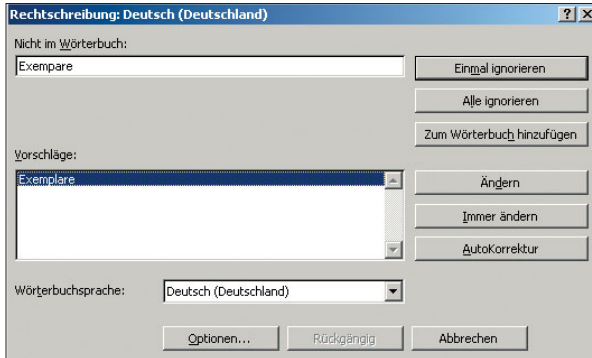 Rechtschreibung: Deutsch (Deutschland)
Nicht im Wörterbuch:
Exempare
Einmal ignorieren
Alle ignorieren
Zum Wörterbuch hinzufügen
Vorschläge:
Exemplare
Ändern
Immer ändern
AutoKorrektur
Wörterbuchsprache:
Deutsch (Deutschland)
Optionen...
Rückgängig
Abbrechen